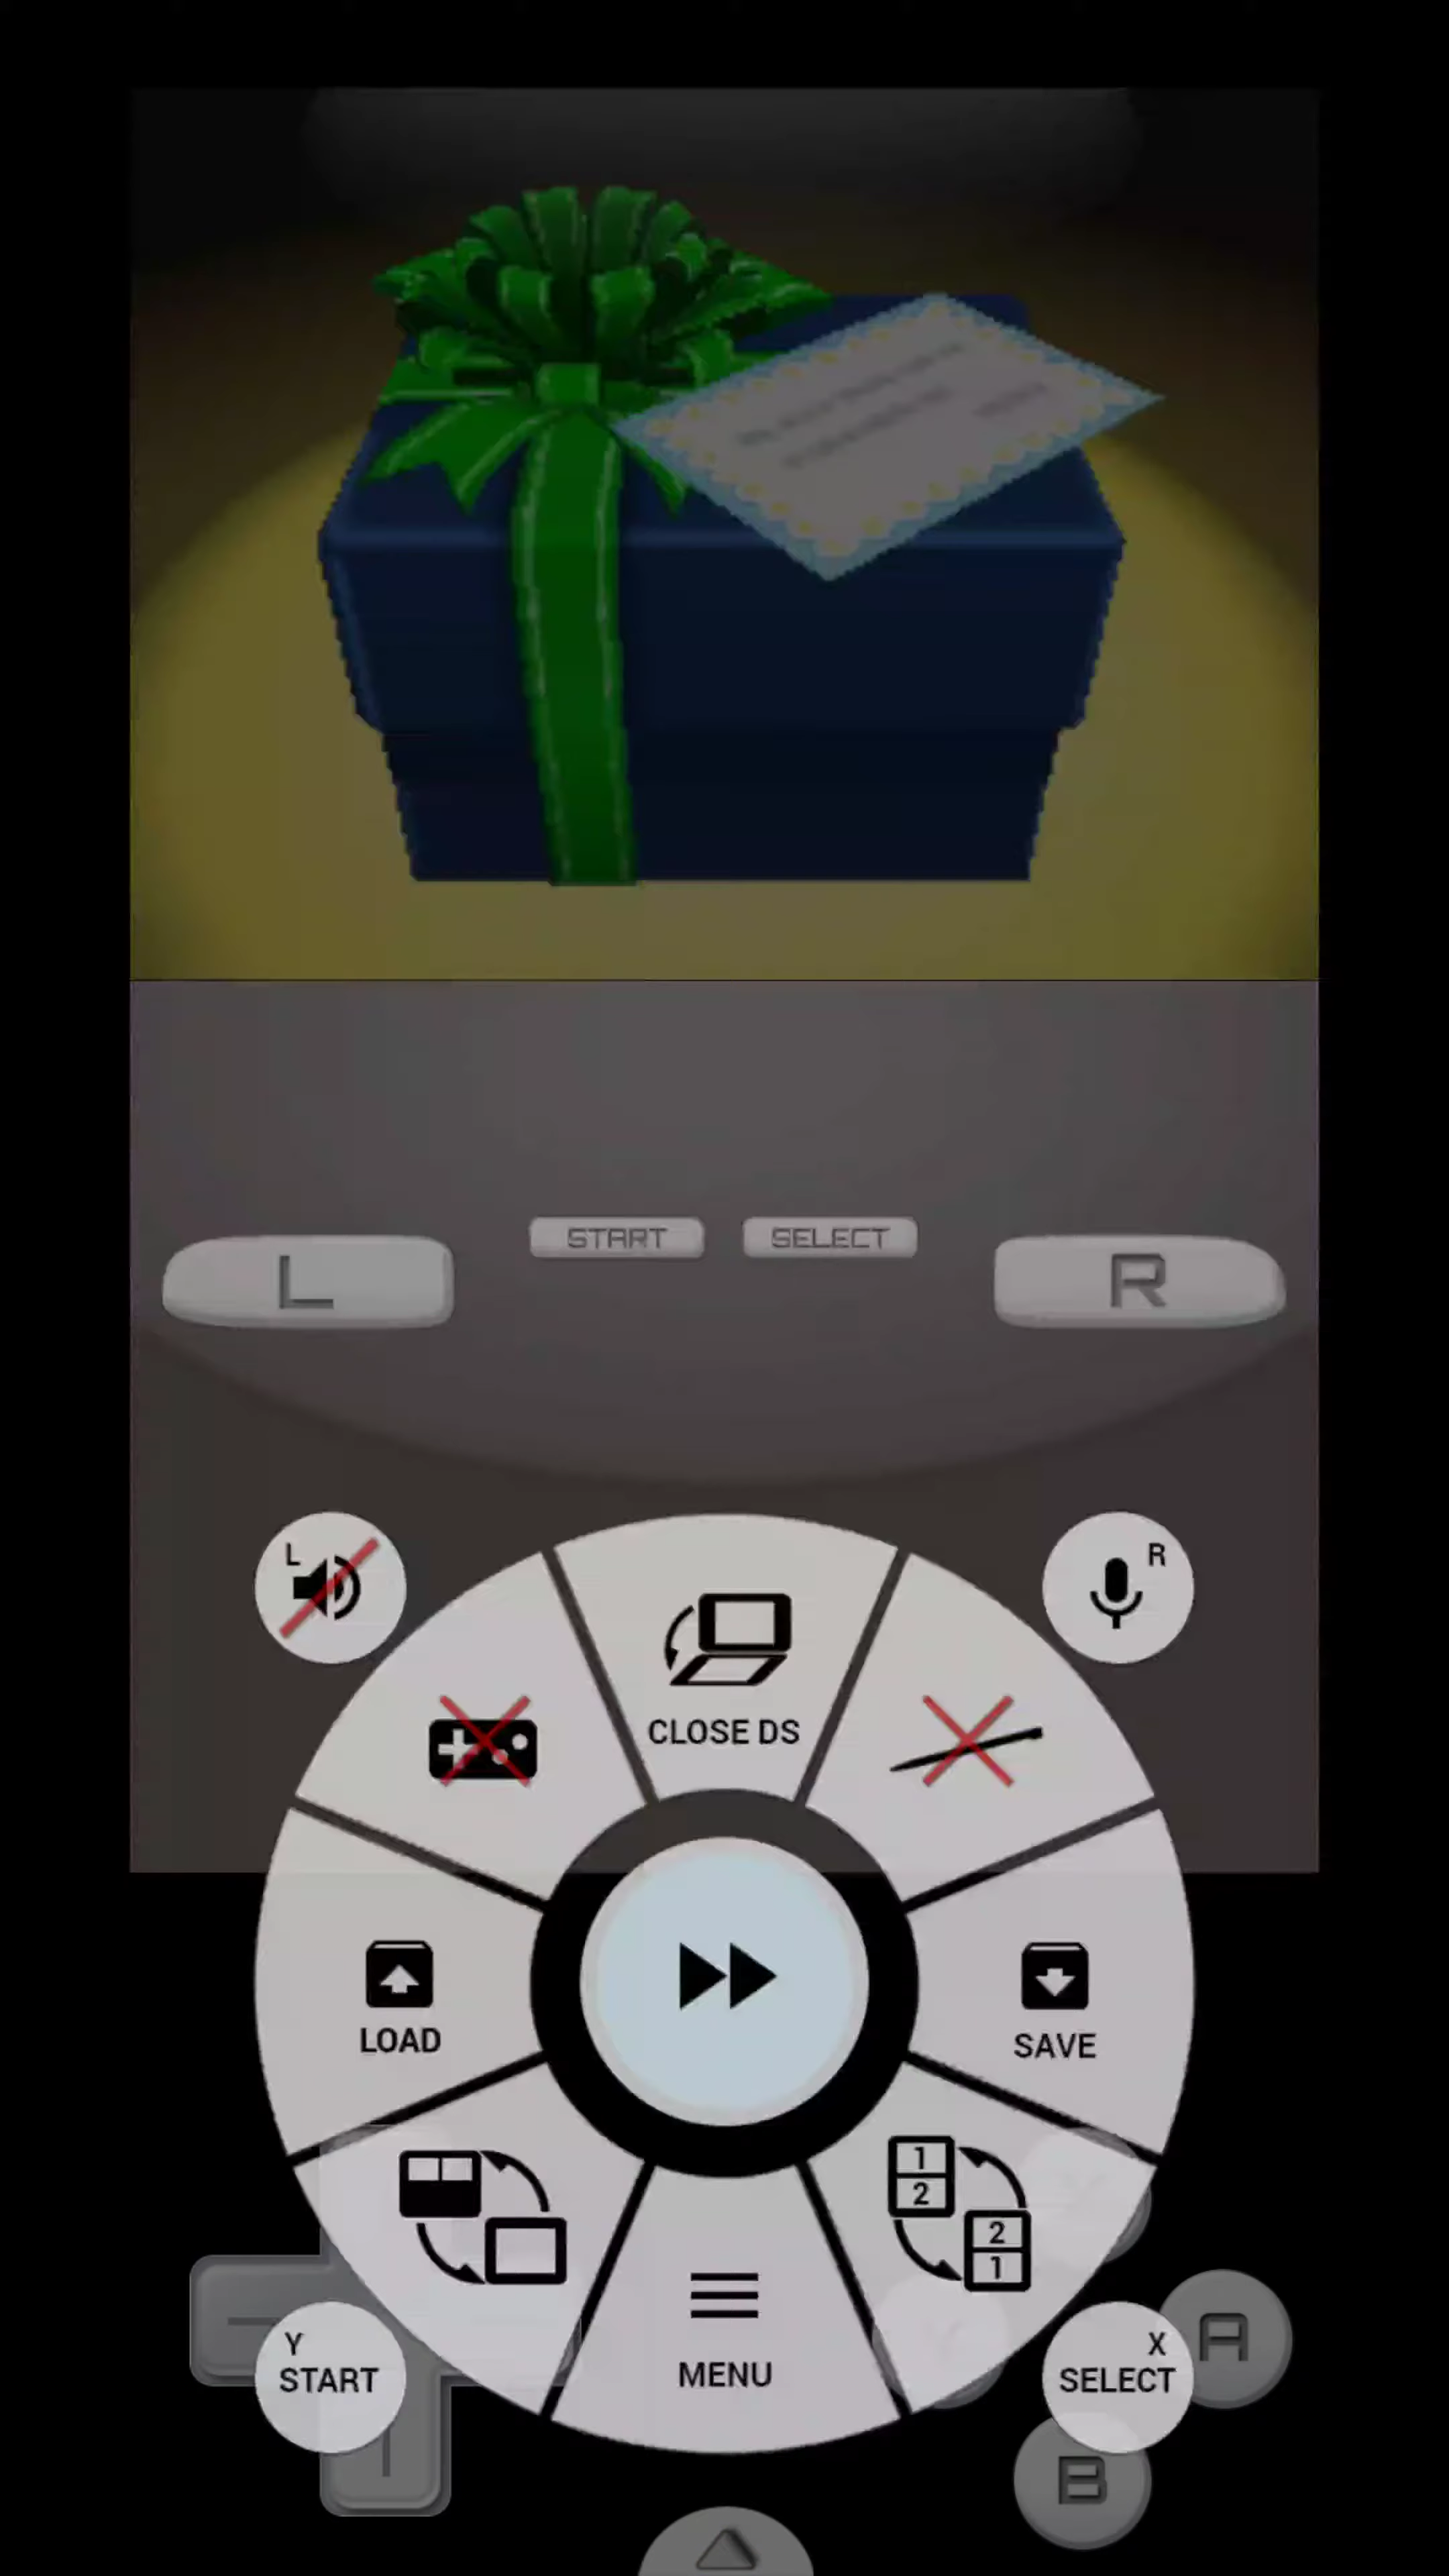 START SELECT
L R
L R
CLOSE DS
LOAD SAVE
1
2
2
1
MENU
Y START
X SELECT
A
B